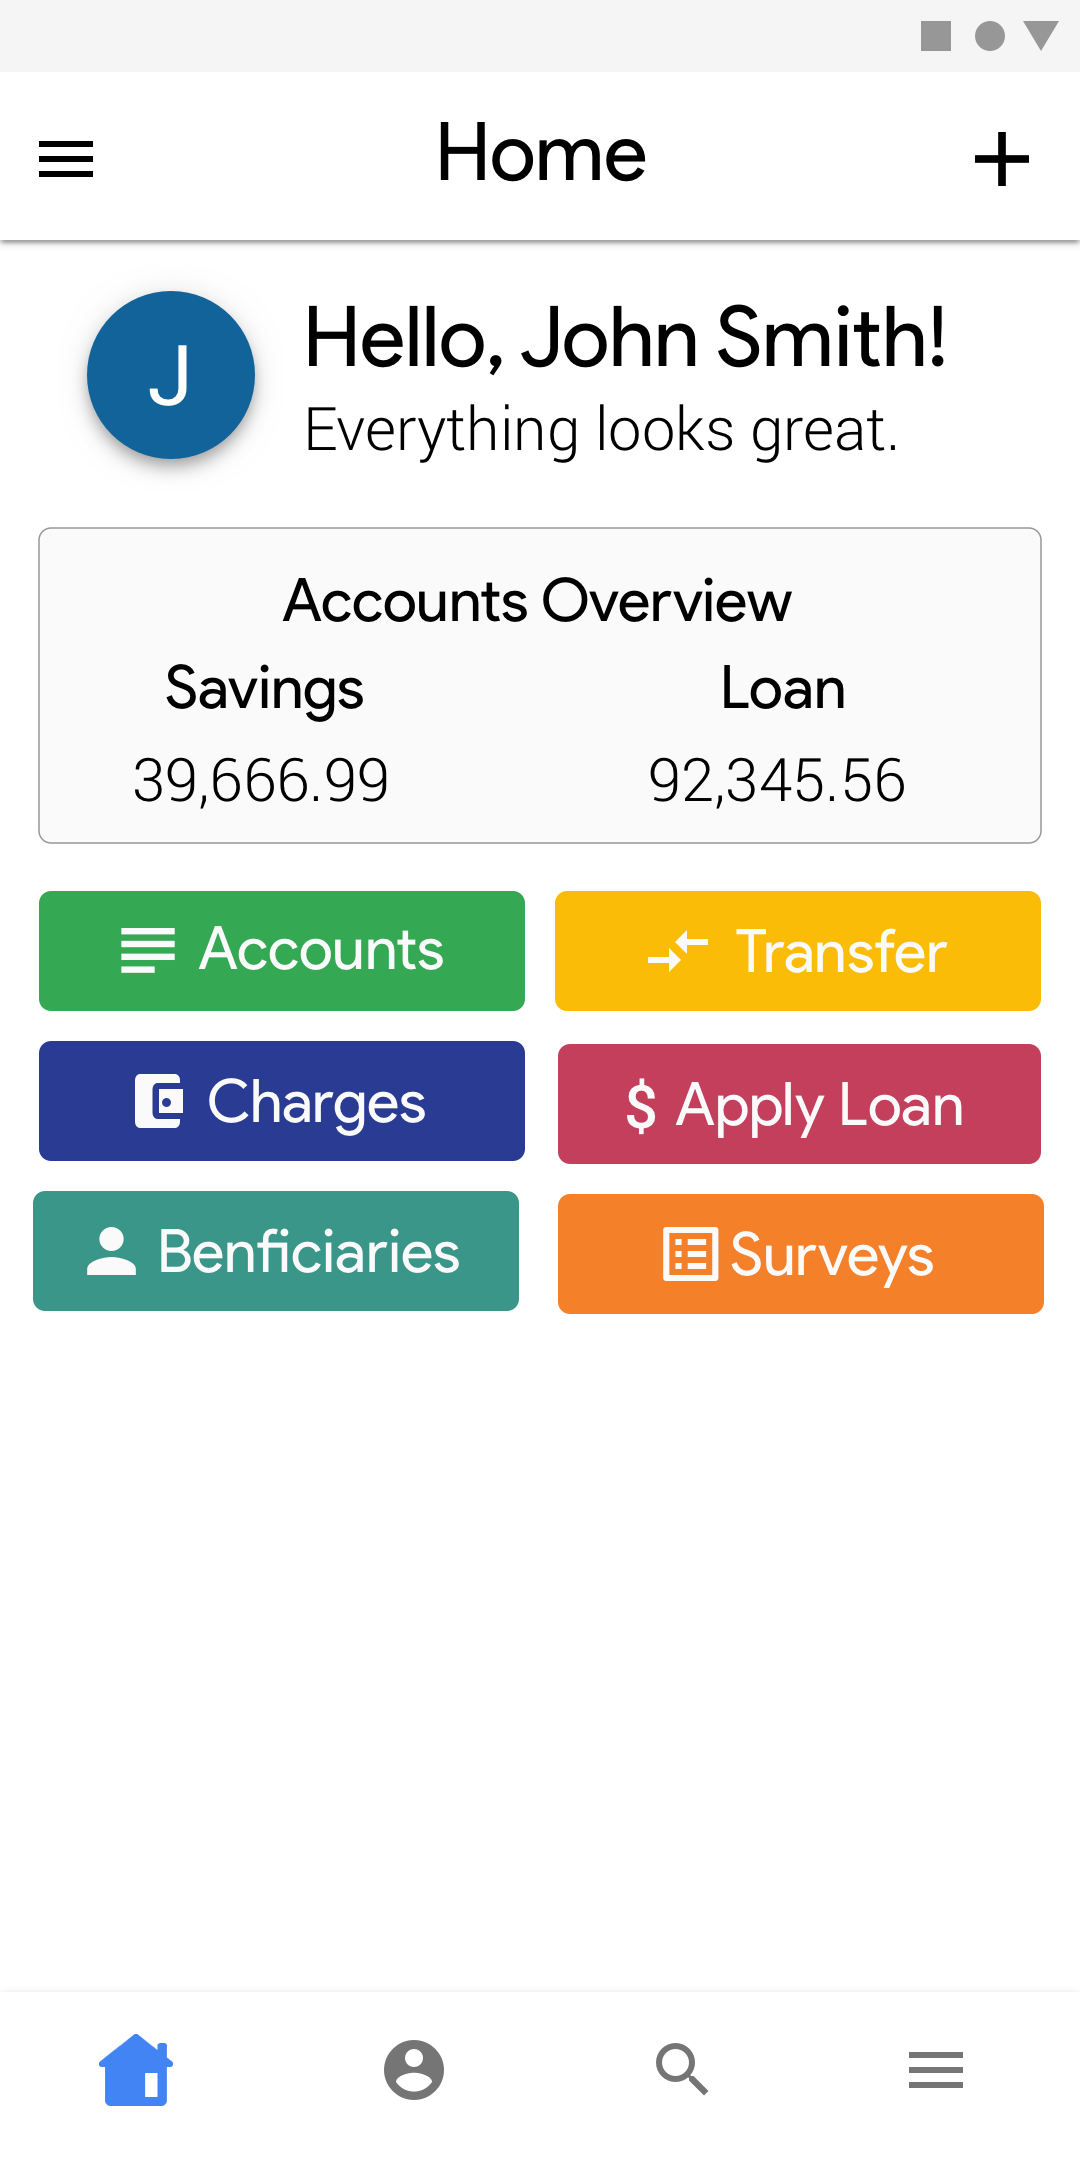 Home
J
Hello, John Smith!
Everything looks great.
Accounts Overview
Savings Loan
39,666.99 92,345.56
Accounts Transfer
Charges $ Apply Loan
Benficiaries Surveys